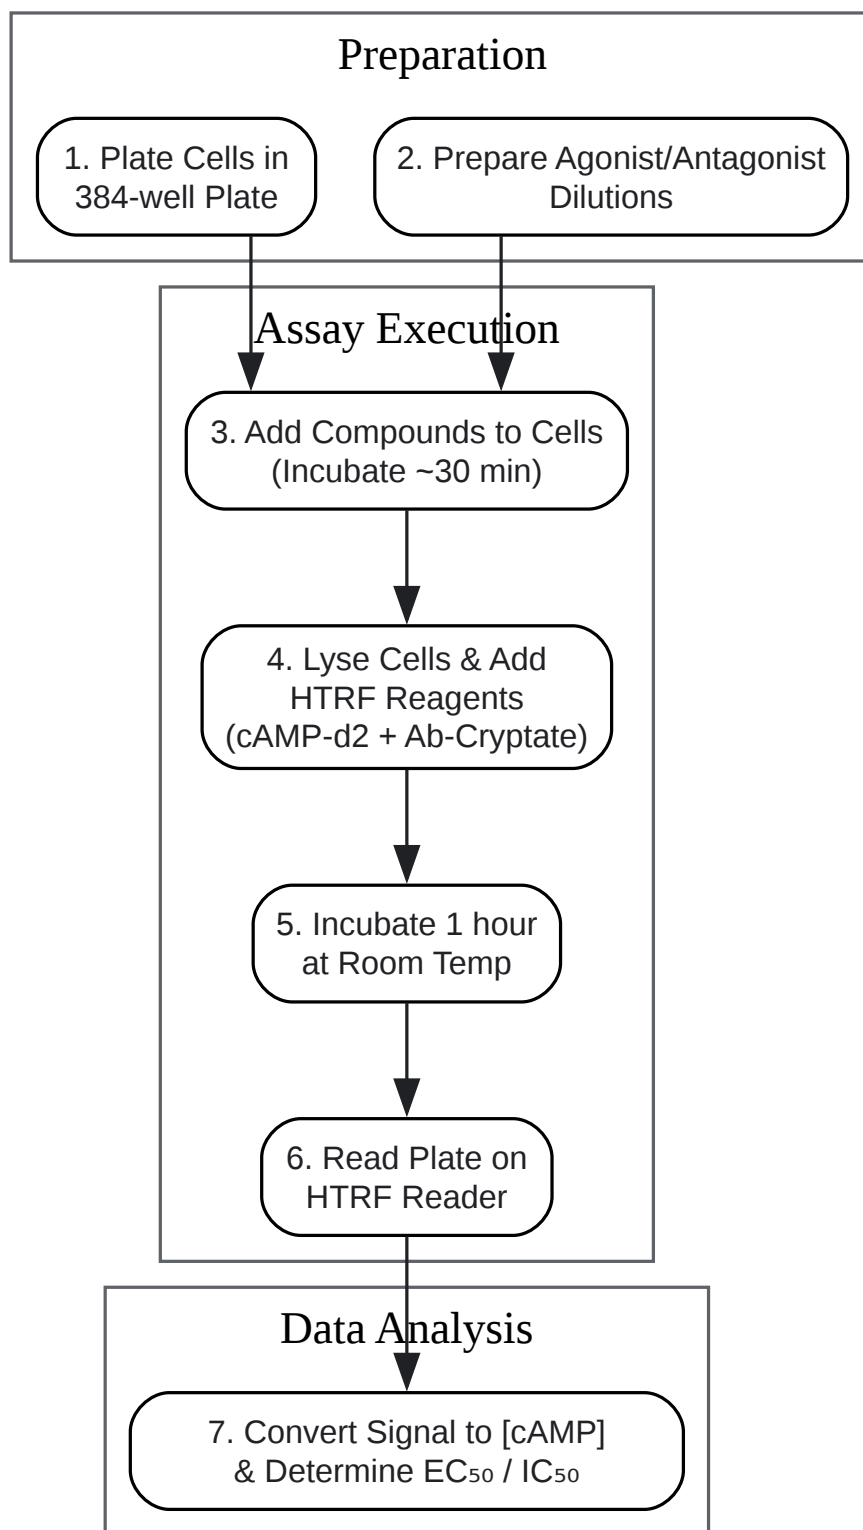 Preparation
1. Plate Cells in
384-well Plate
2. Prepare Agonist/Antagonist
Dilutions
Assay Execution
3. Add Compounds to Cells
(Incubate ~30 min)
4. Lyse Cells & Add
HTRF Reagents
(cAMP-d2 + Ab-Cryptate)
5. Incubate 1 hour
at Room Temp
6. Read Plate on
HTRF Reader
Data Analysis
7. Convert Signal to [cAMP]
& Determine EC₅₀ / IC₅₀